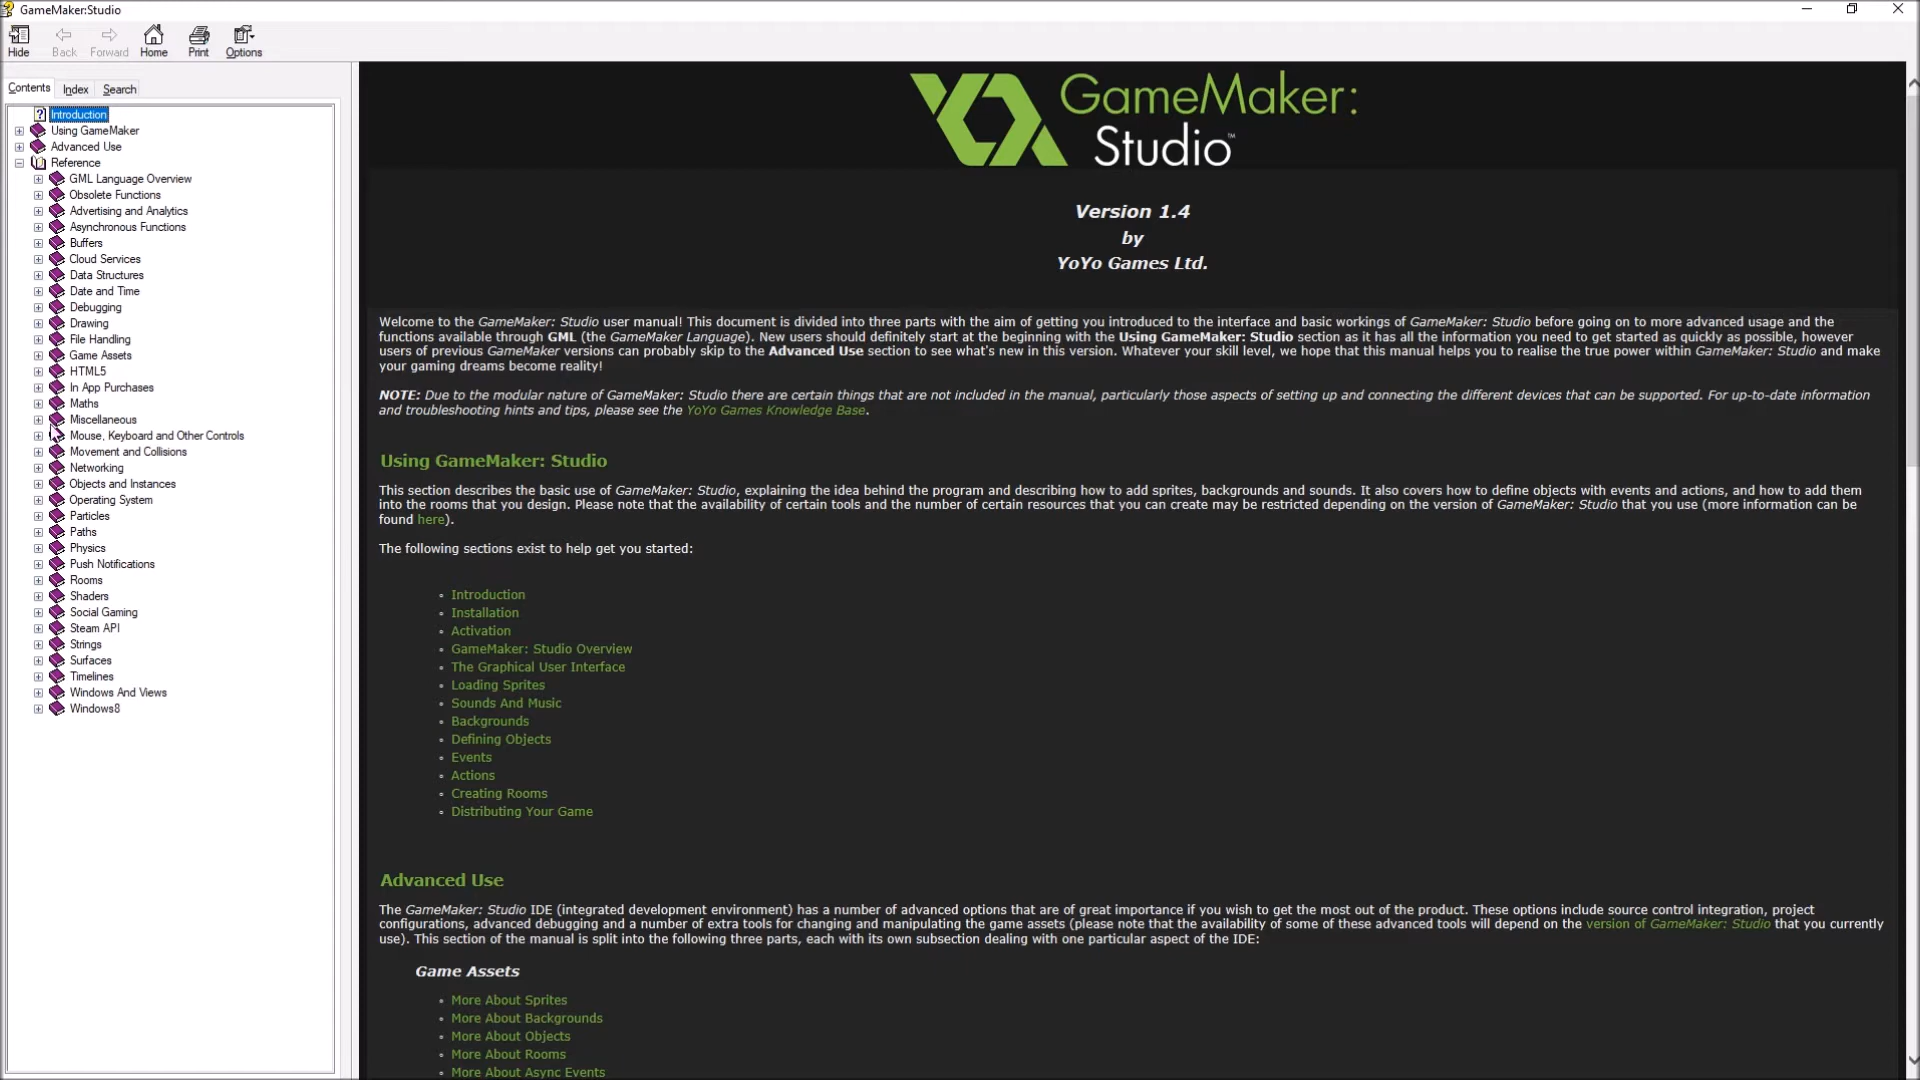 GameMaker:Studio
Hide Back Forward Home Print Options
Contents Index Search
Introduction
Using GameMaker
Advanced Use
Reference
GML Language Overview
Obsolete Functions
Advertising and Analytics
Asynchronous Functions
Buffers
Cloud Services
Data Structures
Date and Time
Debugging
Drawing
File Handling
Game Assets
HTML5
In App Purchases
Maths
Miscellaneous
Mouse, Keyboard and Other Controls
Movement and Collisions
Networking
Objects and Instances
Operating System
Particles
Paths
Physics
Push Notifications
Rooms
Shaders
Social Gaming
Steam API
Strings
Surfaces
Timelines
Windows And Views
Windows8
GameMaker:
Studio™
Version 1.4
by
YoYo Games Ltd.
Welcome to the GameMaker: Studio user manual! This document is divided into three parts with the aim of getting you introduced to the interface and basic workings of GameMaker: Studio before going on to more advanced usage and the
functions available through GML (the GameMaker Language). New users should definitely start at the beginning with the Using GameMaker: Studio section as it has all the information you need to get started as quickly as possible, however
users of previous GameMaker versions can probably skip to the Advanced Use section to see what's new in this version. Whatever your skill level, we hope that this manual helps you to realise the true power within GameMaker: Studio and make
your gaming dreams become reality!
NOTE: Due to the modular nature of GameMaker: Studio there are certain things that are not included in the manual, particularly those aspects of setting up and connecting the different devices that can be supported. For up-to-date information
and troubleshooting hints and tips, please see the YoYo Games Knowledge Base.
Using GameMaker: Studio
This section describes the basic use of GameMaker: Studio, explaining the idea behind the program and describing how to add sprites, backgrounds and sounds. It also covers how to define objects with events and actions, and how to add them
into the rooms that you design. Please note that the availability of certain tools and the number of certain resources that you can create may be restricted depending on the version of GameMaker: Studio that you use (more information can be
found here).
The following sections exist to help get you started:
Introduction
Installation
Activation
GameMaker: Studio Overview
The Graphical User Interface
Loading Sprites
Sounds And Music
Backgrounds
Defining Objects
Events
Actions
Creating Rooms
Distributing Your Game
Advanced Use
The GameMaker: Studio IDE (integrated development environment) has a number of advanced options that are of great importance if you wish to get the most out of the product. These options include source control integration, project
configurations, advanced debugging and a number of extra tools for changing and manipulating the game assets (please note that the availability of some of these advanced tools will depend on the version of GameMaker: Studio that you currently
use). This section of the manual is split into the following three parts, each with its own subsection dealing with one particular aspect of the IDE:
Game Assets
More About Sprites
More About Backgrounds
More About Objects
More About Rooms
More About Async Events